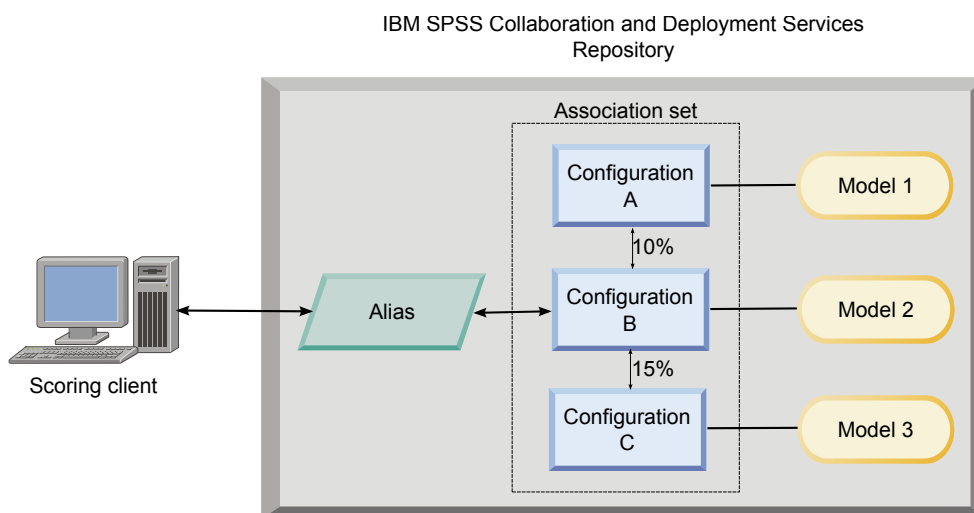 IBM SPSS Collaboration and Deployment Services
Repository
Association set
Configuration
A
Model 1
10%
Scoring client
Alias
Configuration
B
Model 2
15%
Configuration
C
Model 3